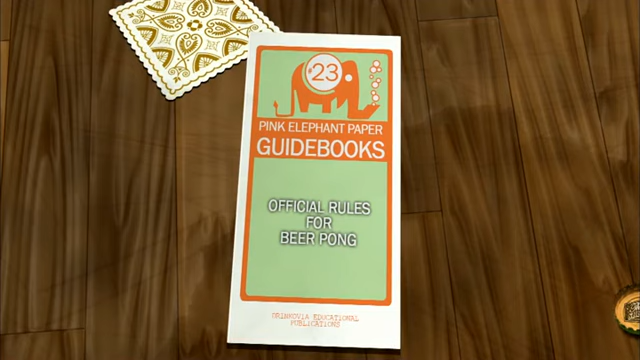 #23
PINK ELEPHANT PAPER
GUIDEBOOKS
OFFICIAL RULES
FOR
BEER PONG
DRINKOVIA EDUCATIONAL
PUBLICATIONS